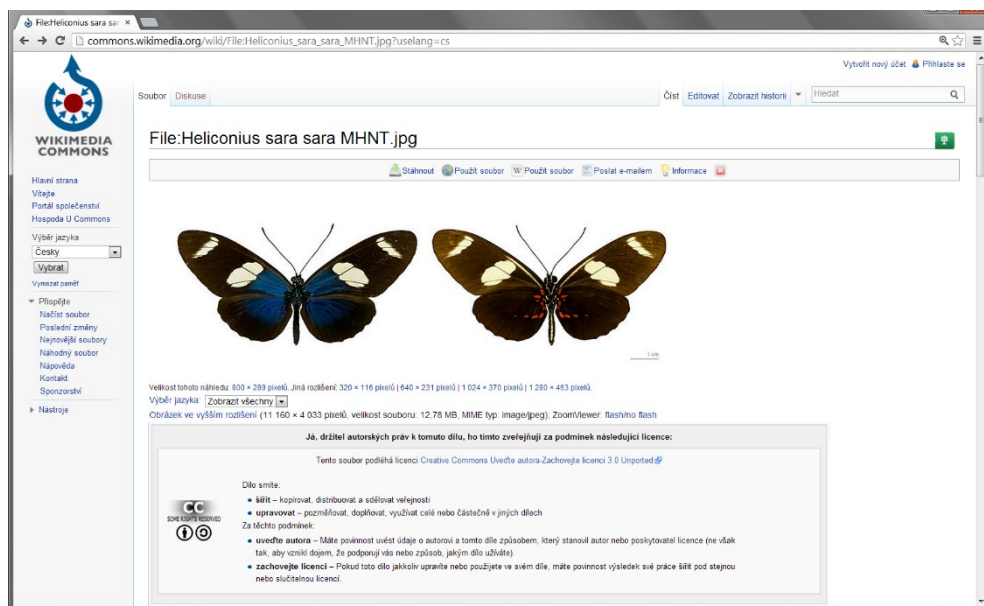 File:Heliconius sara sar
commons.wikimedia.org/wiki/File:Heliconius_sara_sara_MHNT.jpg?uselang=cs
Vytvořit nový účet Přihlaste se
Soubor Diskuse Číst Editovat Zobrazit historii Hledat
WIKIMEDIA
COMMONS
File:Heliconius sara sara MHNT.jpg
Stáhnout Použít soubor W Použít soubor Poslat e-mailem Informace
Hlavní strana
Vítejte
Portál společenství
Hospoda U Commons
Výběr jazyka
Česky
Vybrat
Vymazat paměť
Přispějte
Načíst soubor
Poslední změny
Nejnovější soubory
Náhodný soubor
Nápověda
Kontakt
Sponzorství
Nástroje
1 cm
Velikost tohoto náhledu: 800 × 289 pixelů. Jiná rozlišení: 320 × 116 pixelů | 640 × 231 pixelů | 1 024 × 370 pixelů | 1 280 × 463 pixelů.
Výběr jazyka: Zobrazit všechny
Obrázek ve vyšším rozlišení (11 160 × 4 033 pixelů, velikost souboru: 12,78 MB, MIME typ: image/jpeg); ZoomViewer: flash/no flash
Já, držitel autorských práv k tomuto dílu, ho tímto zveřejňuji za podmínek následující licence:
Tento soubor podléhá licenci Creative Commons Uveďte autora-Zachovejte licenci 3.0 Unported
CC
SOME RIGHTS RESERVED
Dílo smíte:
šířit – kopírovat, distribuovat a sdělovat veřejnosti
upravovat – pozměňovat, doplňovat, využívat celé nebo částečně v jiných dílech
Za těchto podmínek:
uveďte autora – Máte povinnost uvést údaje o autorovi a tomto díle způsobem, který stanovil autor nebo poskytovatel licence (ne však
tak, aby vznikl dojem, že podporují vás nebo způsob, jakým dílo užíváte).
zachovejte licenci – Pokud toto dílo jakkoliv upravíte nebo použijete ve svém díle, máte povinnost výsledek své práce šířit pod stejnou
nebo slučitelnou licencí.